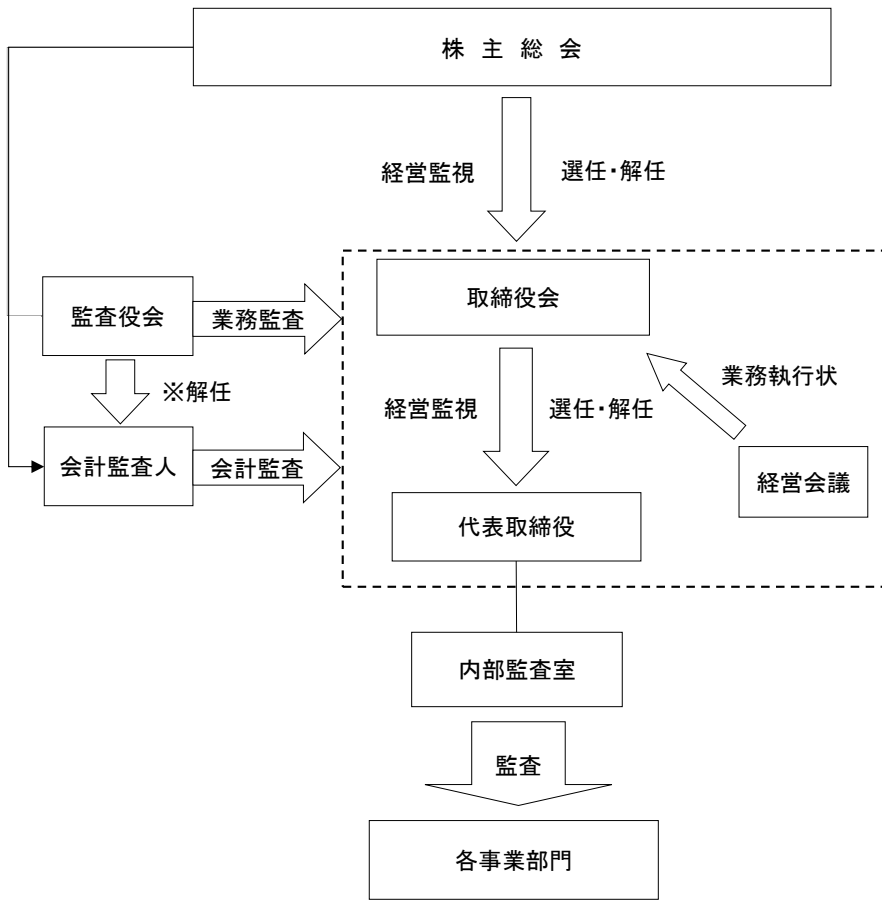 株 主 総 会
経営監視
選任・解任
監査役会
業務監査
取締役会
※解任
業務執行状
経営監視
選任・解任
会計監査人
会計監査
経営会議
代表取締役
内部監査室
監査
各事業部門